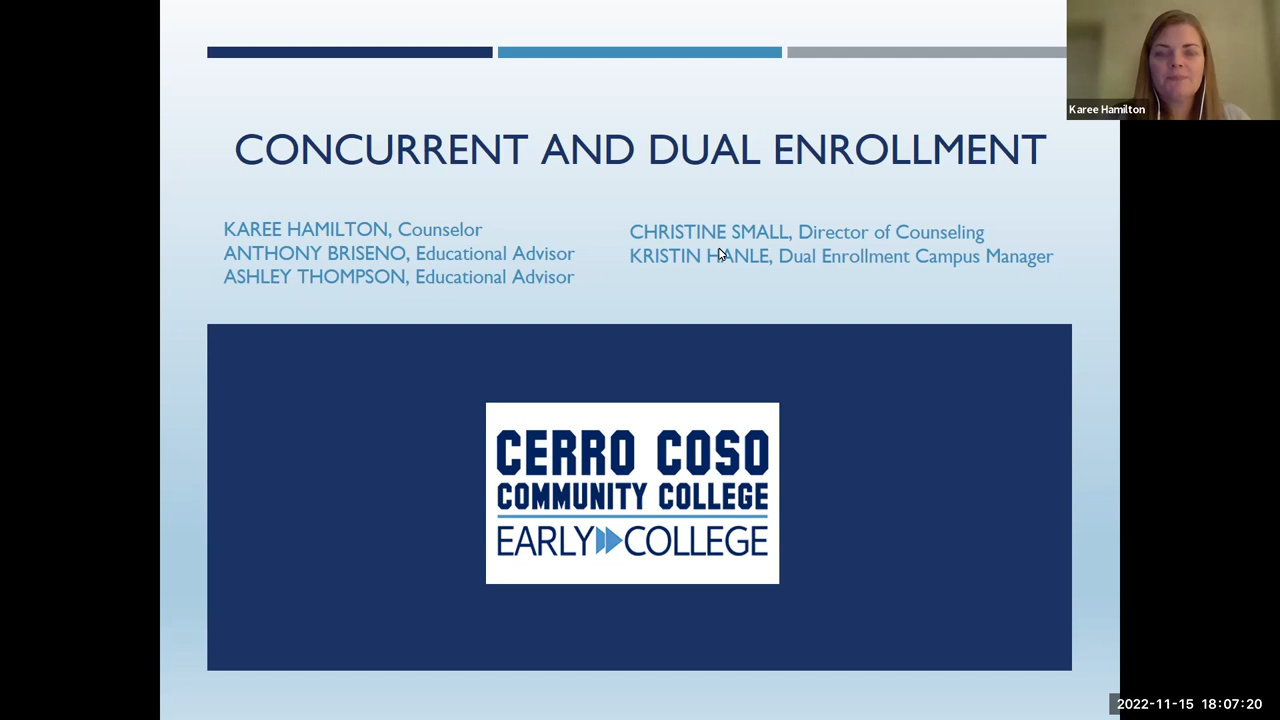 Karee Hamilton
CONCURRENT AND DUAL ENROLLMENT
KAREE HAMILTON, Counselor
ANTHONY BRISENO, Educational Advisor
ASHLEY THOMPSON, Educational Advisor
CHRISTINE SMALL, Director of Counseling
KRISTIN HANLE, Dual Enrollment Campus Manager
CERRO COSO
COMMUNITY COLLEGE
EARLY COLLEGE
2022-11-15 18:07:20